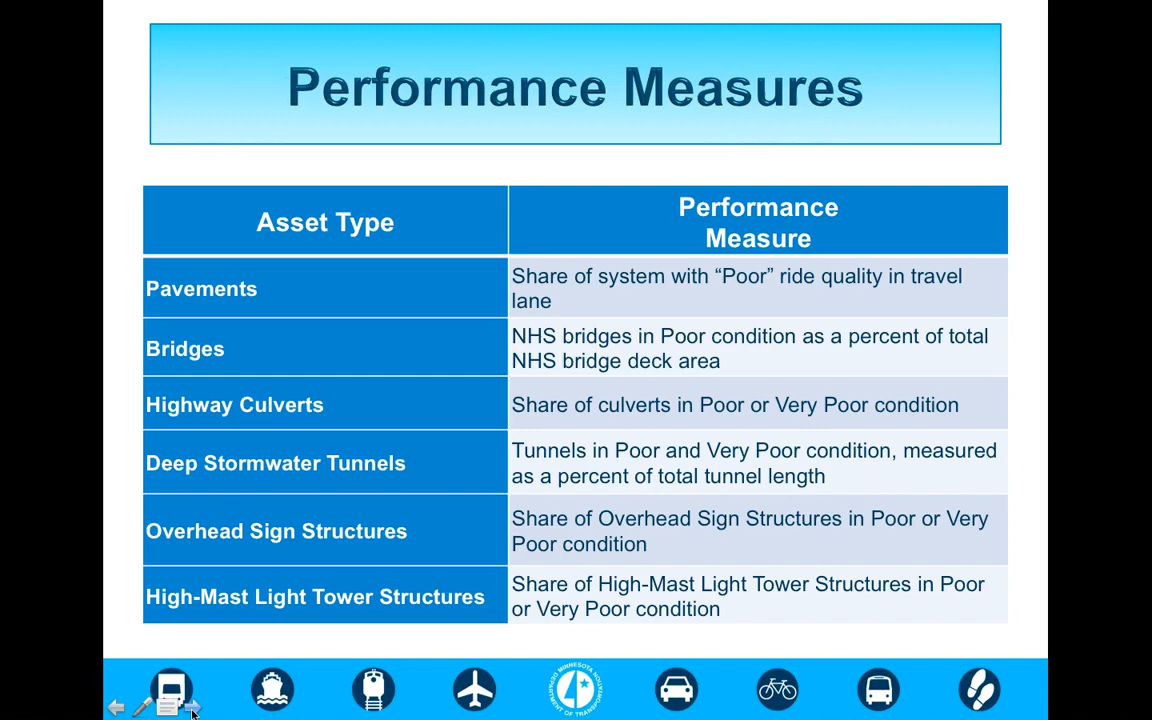 Performance Measures
Asset Type
Performance
Measure
Pavements
Share of system with “Poor” ride quality in travel
lane
Bridges
NHS bridges in Poor condition as a percent of total
NHS bridge deck area
Highway Culverts
Share of culverts in Poor or Very Poor condition
Deep Stormwater Tunnels
Tunnels in Poor and Very Poor condition, measured
as a percent of total tunnel length
Overhead Sign Structures
Share of Overhead Sign Structures in Poor or Very
Poor condition
High-Mast Light Tower Structures
Share of High-Mast Light Tower Structures in Poor
or Very Poor condition
MINNESOTA
DEPARTMENT OF TRANSPORTATION